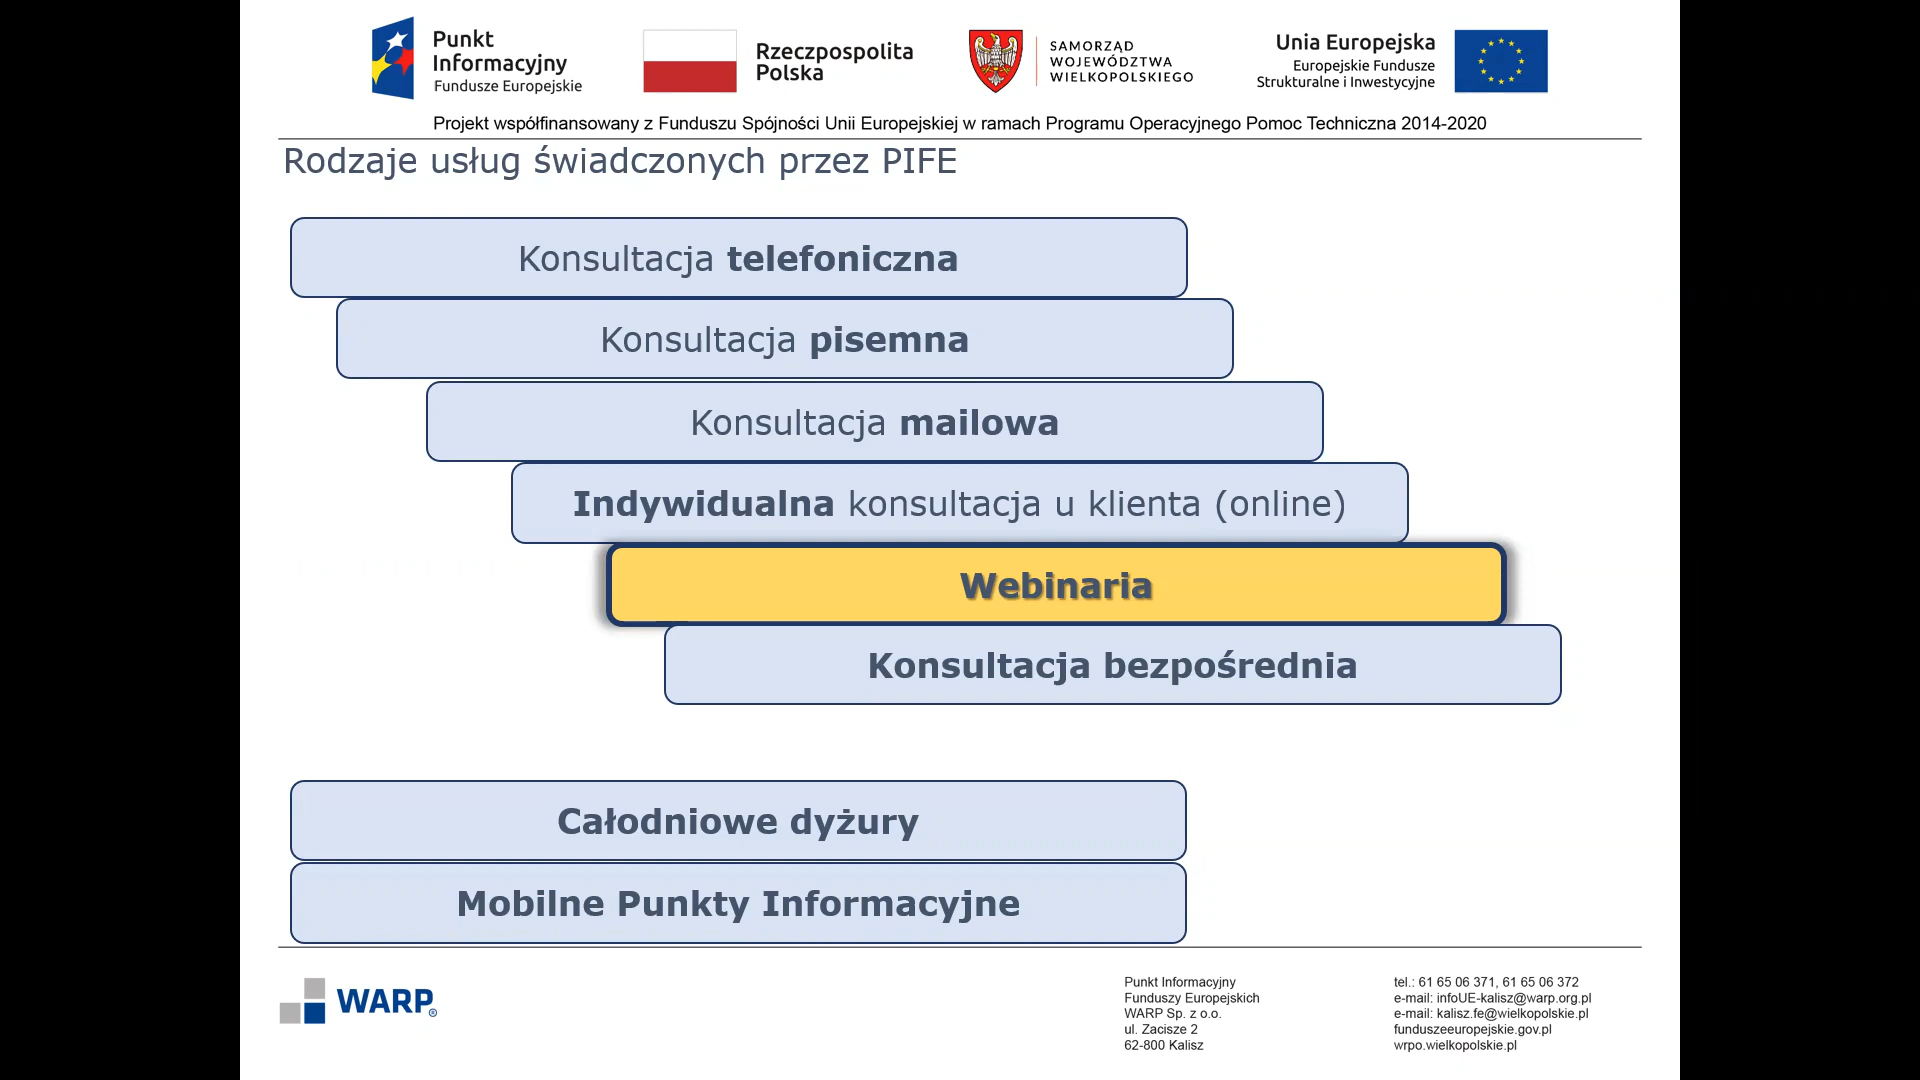 Punkt
Informacyjny
Fundusze Europejskie
Rzeczpospolita
Polska
SAMORZĄD
WOJEWÓDZTWA
WIELKOPOLSKIEGO
Unia Europejska
Europejskie Fundusze
Strukturalne i Inwestycyjne
Projekt współfinansowany z Funduszu Spójności Unii Europejskiej w ramach Programu Operacyjnego Pomoc Techniczna 2014-2020
Rodzaje usług świadczonych przez PIFE
Konsultacja telefoniczna
Konsultacja pisemna
Konsultacja mailowa
Indywidualna konsultacja u klienta (online)
Webinaria
Konsultacja bezpośrednia
Całodniowe dyżury
Mobilne Punkty Informacyjne
WARP®
Punkt Informacyjny
Funduszy Europejskich
WARP Sp. z o.o.
ul. Zacisze 2
62-800 Kalisz
tel.: 61 65 06 371, 61 65 06 372
e-mail: infoUE-kalisz@warp.org.pl
e-mail: kalisz.fe@wielkopolskie.pl
funduszeeuropejskie.gov.pl
wrpo.wielkopolskie.pl